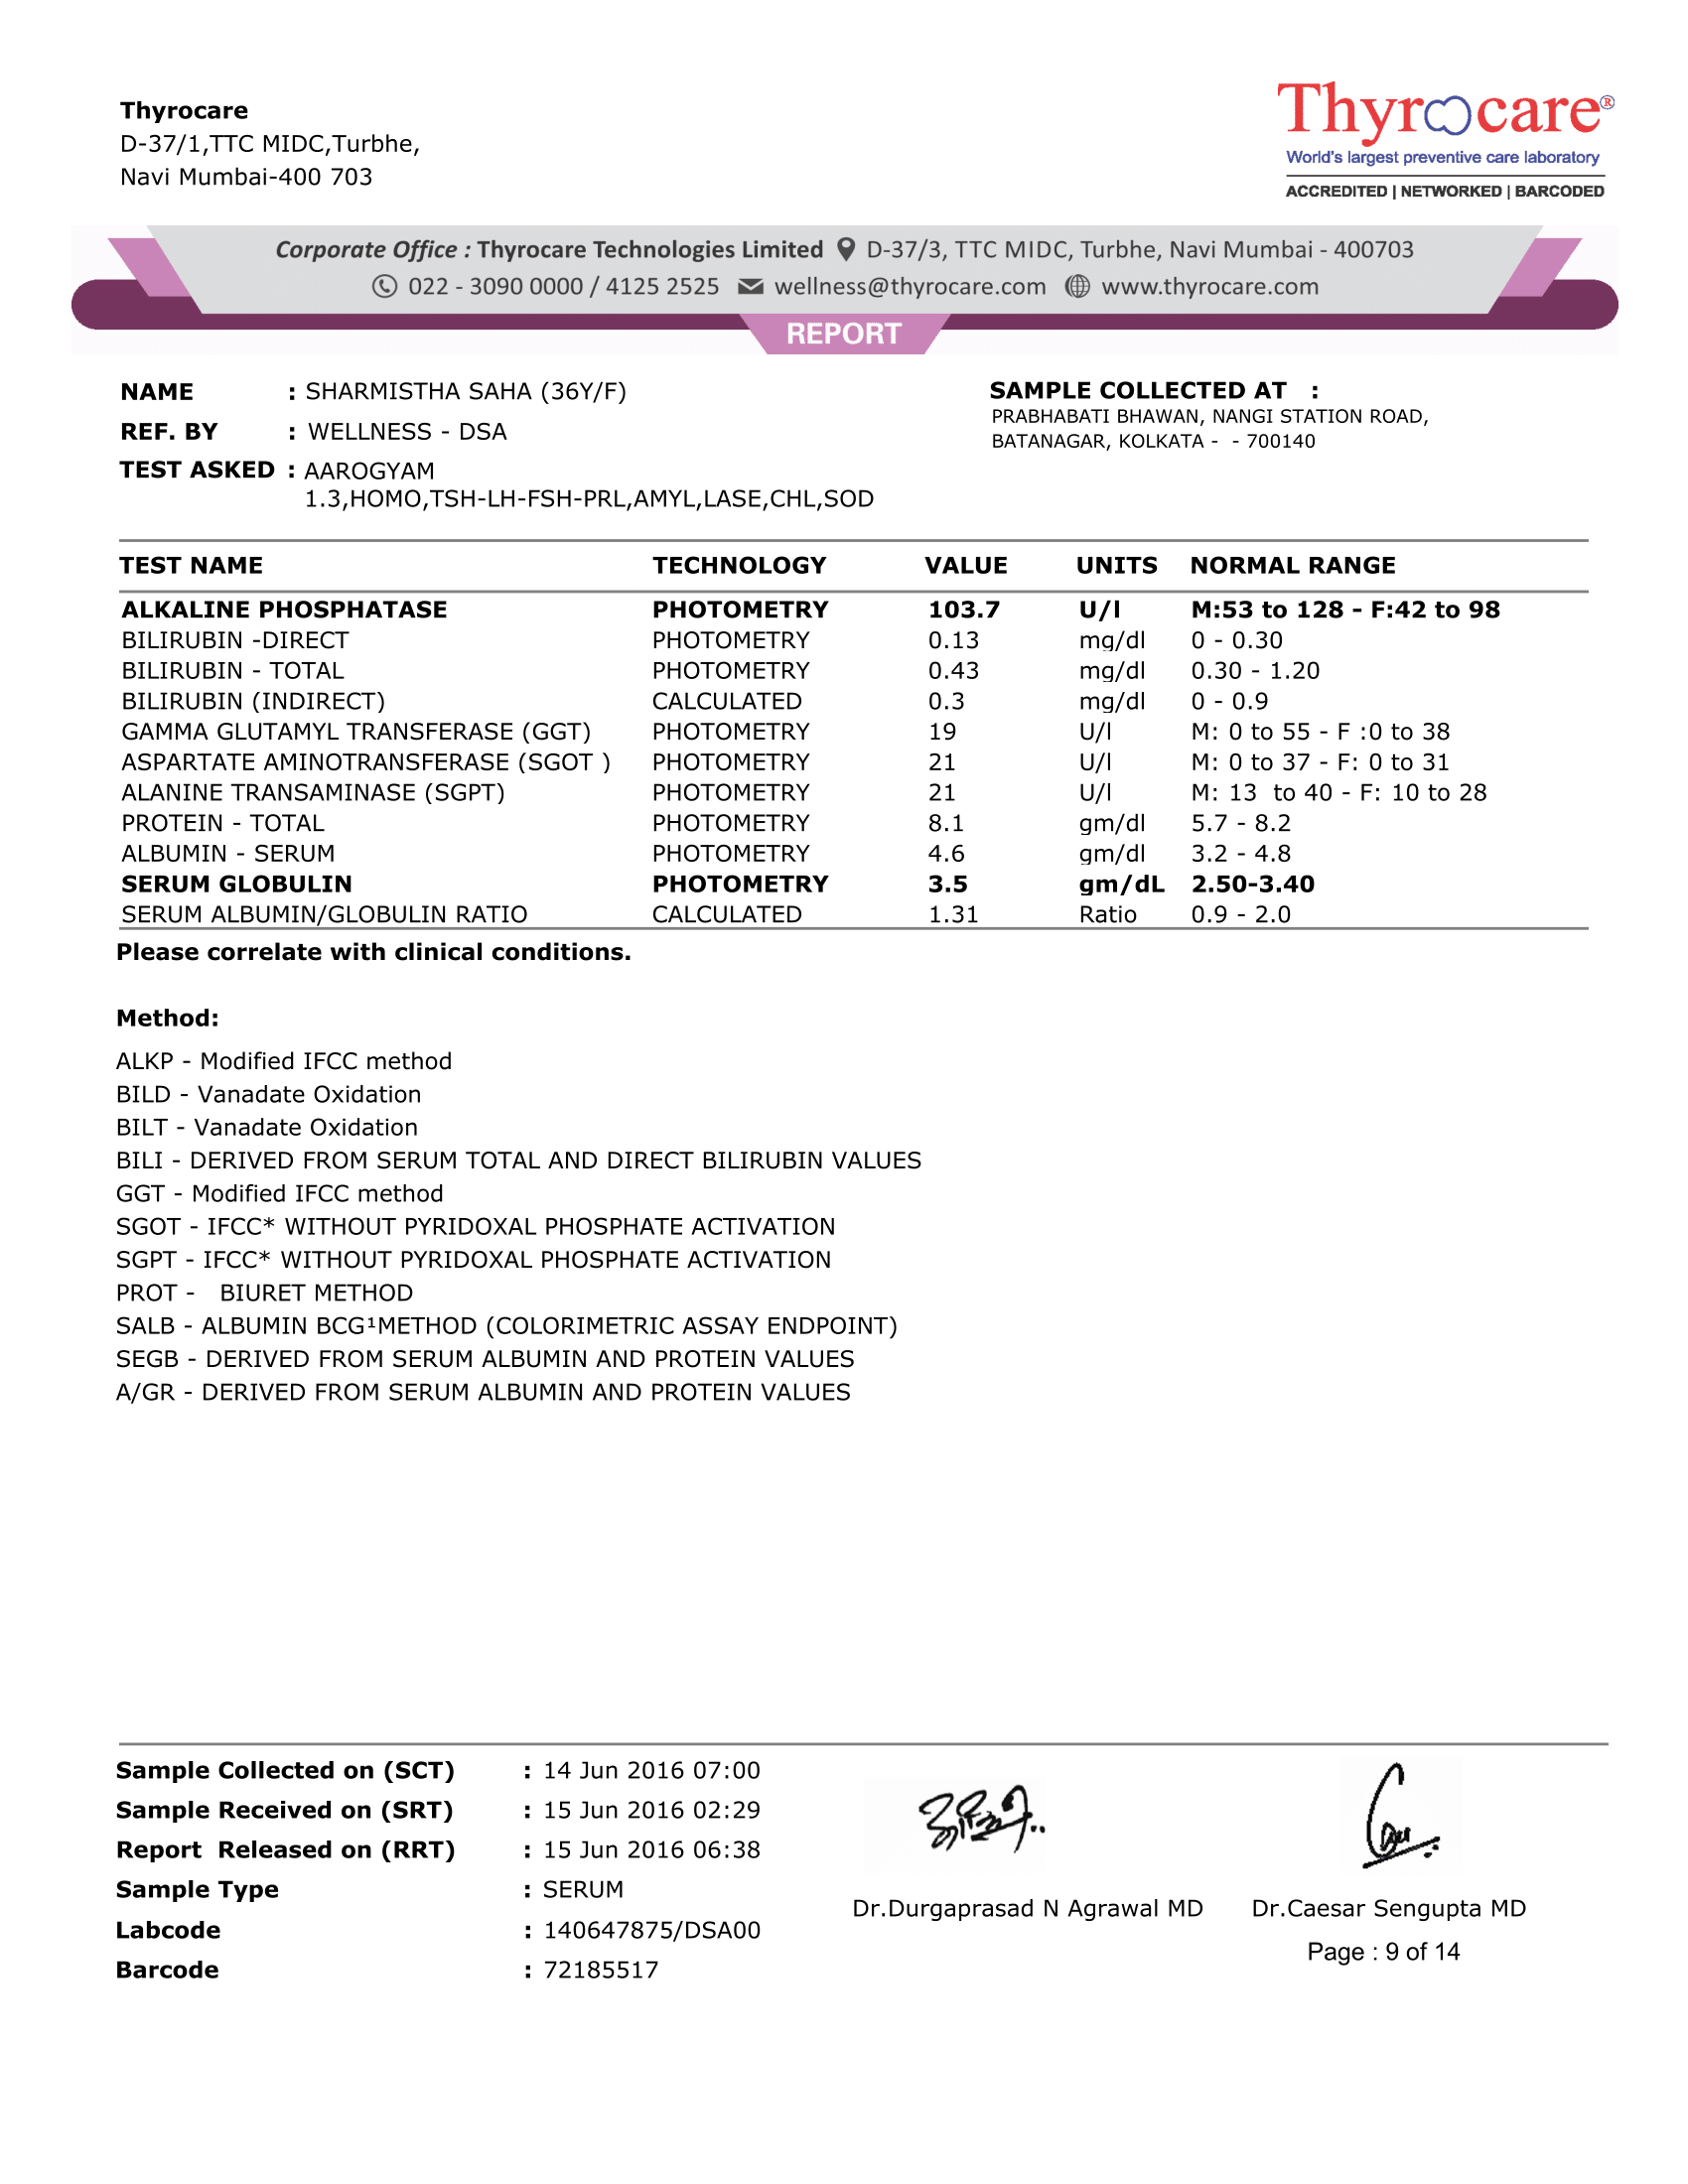 Thyrocare
D-37/1,TTC MIDC,Turbhe,
Navi Mumbai-400 703
Thyrocare®
World's largest preventive care laboratory
ACCREDITED | NETWORKED | BARCODED
Corporate Office : Thyrocare Technologies Limited D-37/3, TTC MIDC, Turbhe, Navi Mumbai - 400703
022 - 3090 0000 / 4125 2525 wellness@thyrocare.com www.thyrocare.com
REPORT
NAME : SHARMISTHA SAHA (36Y/F)
REF. BY : WELLNESS - DSA
TEST ASKED : AAROGYAM
1.3,HOMO,TSH-LH-FSH-PRL,AMYL,LASE,CHL,SOD
SAMPLE COLLECTED AT :
PRABHABATI BHAWAN, NANGI STATION ROAD,
BATANAGAR, KOLKATA - - 700140
TEST NAME TECHNOLOGY VALUE UNITS NORMAL RANGE
ALKALINE PHOSPHATASE PHOTOMETRY 103.7 U/l M:53 to 128 - F:42 to 98
BILIRUBIN -DIRECT PHOTOMETRY 0.13 mg/dl 0 - 0.30
BILIRUBIN - TOTAL PHOTOMETRY 0.43 mg/dl 0.30 - 1.20
BILIRUBIN (INDIRECT) CALCULATED 0.3 mg/dl 0 - 0.9
GAMMA GLUTAMYL TRANSFERASE (GGT) PHOTOMETRY 19 U/l M: 0 to 55 - F :0 to 38
ASPARTATE AMINOTRANSFERASE (SGOT ) PHOTOMETRY 21 U/l M: 0 to 37 - F: 0 to 31
ALANINE TRANSAMINASE (SGPT) PHOTOMETRY 21 U/l M: 13 to 40 - F: 10 to 28
PROTEIN - TOTAL PHOTOMETRY 8.1 gm/dl 5.7 - 8.2
ALBUMIN - SERUM PHOTOMETRY 4.6 gm/dl 3.2 - 4.8
SERUM GLOBULIN PHOTOMETRY 3.5 gm/dL 2.50-3.40
SERUM ALBUMIN/GLOBULIN RATIO CALCULATED 1.31 Ratio 0.9 - 2.0
Please correlate with clinical conditions.
Method:
ALKP - Modified IFCC method
BILD - Vanadate Oxidation
BILT - Vanadate Oxidation
BILI - DERIVED FROM SERUM TOTAL AND DIRECT BILIRUBIN VALUES
GGT - Modified IFCC method
SGOT - IFCC* WITHOUT PYRIDOXAL PHOSPHATE ACTIVATION
SGPT - IFCC* WITHOUT PYRIDOXAL PHOSPHATE ACTIVATION
PROT - BIURET METHOD
SALB - ALBUMIN BCG¹METHOD (COLORIMETRIC ASSAY ENDPOINT)
SEGB - DERIVED FROM SERUM ALBUMIN AND PROTEIN VALUES
A/GR - DERIVED FROM SERUM ALBUMIN AND PROTEIN VALUES
Sample Collected on (SCT) : 14 Jun 2016 07:00
Sample Received on (SRT) : 15 Jun 2016 02:29
Report Released on (RRT) : 15 Jun 2016 06:38
Sample Type : SERUM
Labcode : 140647875/DSA00
Barcode : 72185517
Dr.Durgaprasad N Agrawal MD
Dr.Caesar Sengupta MD
Page : 9 of 14